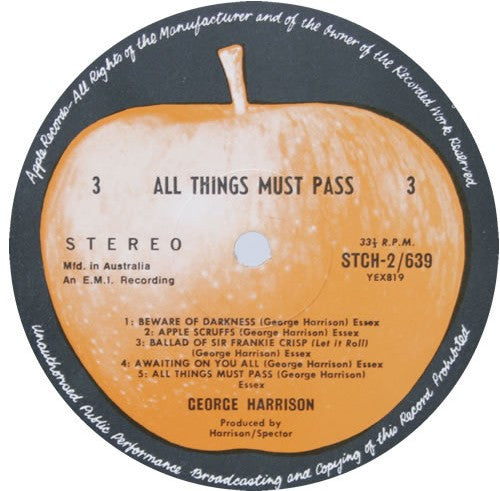 Apple Records-All Rights of the Manufacturer and of the Owner of the Recorded Work Reserved
3 ALL THINGS MUST PASS 3
STEREO
33⅓ R.P.M.
Mfd. in Australia
STCH-2/639
An E.M.I. Recording
YEX819
1: BEWARE OF DARKNESS (George Harrison) Essex
2: APPLE SCRUFFS (George Harrison) Essex
3: BALLAD OF SIR FRANKIE CRISP (Let it Roll)
(George Harrison) Essex
4: AWAITING ON YOU ALL (George Harrison) Essex
5: ALL THINGS MUST PASS (George Harrison)
Essex
GEORGE HARRISON
Produced by
Harrison/Spector
Unauthorised Public Performance Broadcasting and Copying of this Record Prohibited